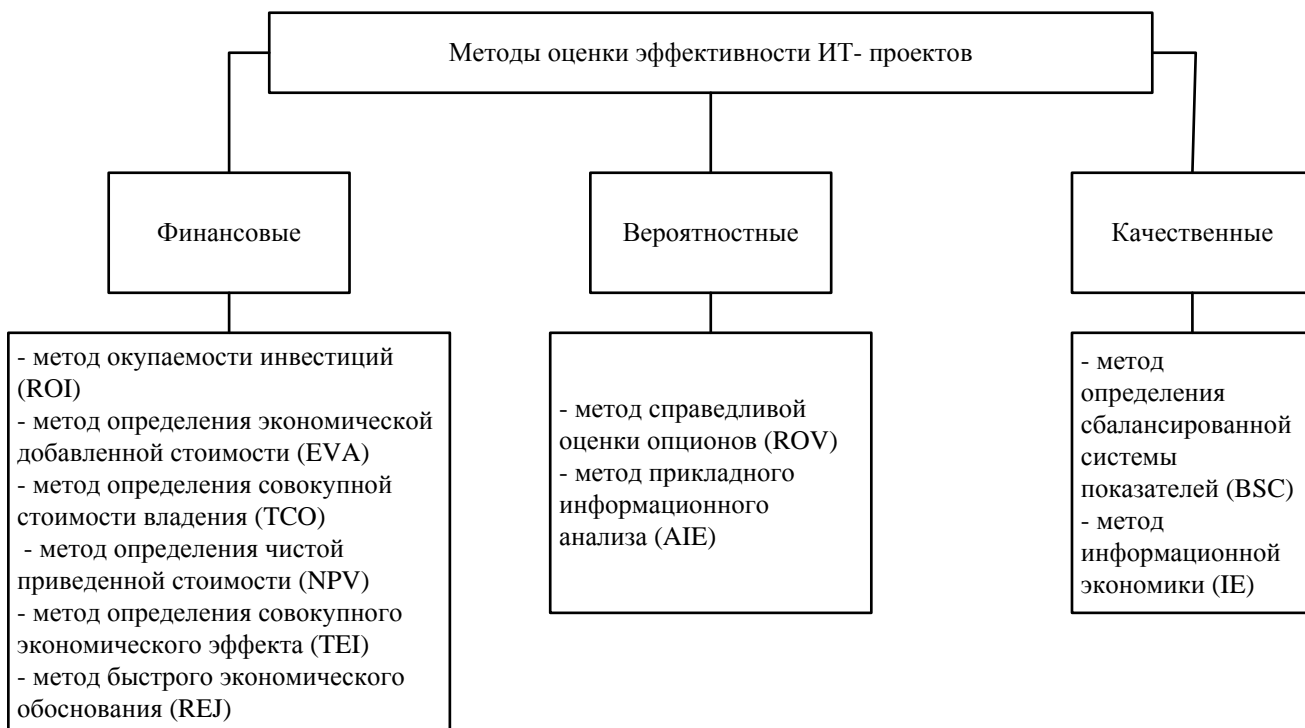 Методы оценки эффективности ИТ- проектов
Финансовые
Вероятностные
Качественные
- метод окупаемости инвестиций
(ROI)
- метод определения экономической
добавленной стоимости (EVA)
- метод определения совокупной
стоимости владения (TCO)
- метод определения чистой
приведенной стоимости (NPV)
- метод определения совокупного
экономического эффекта (TEI)
- метод быстрого экономического
обоснования (REJ)
- метод справедливой
оценки опционов (ROV)
- метод прикладного
информационного
анализа (AIE)
- метод
определения
сбалансированной
системы
показателей (BSC)
- метод
информационной
экономики (IE)